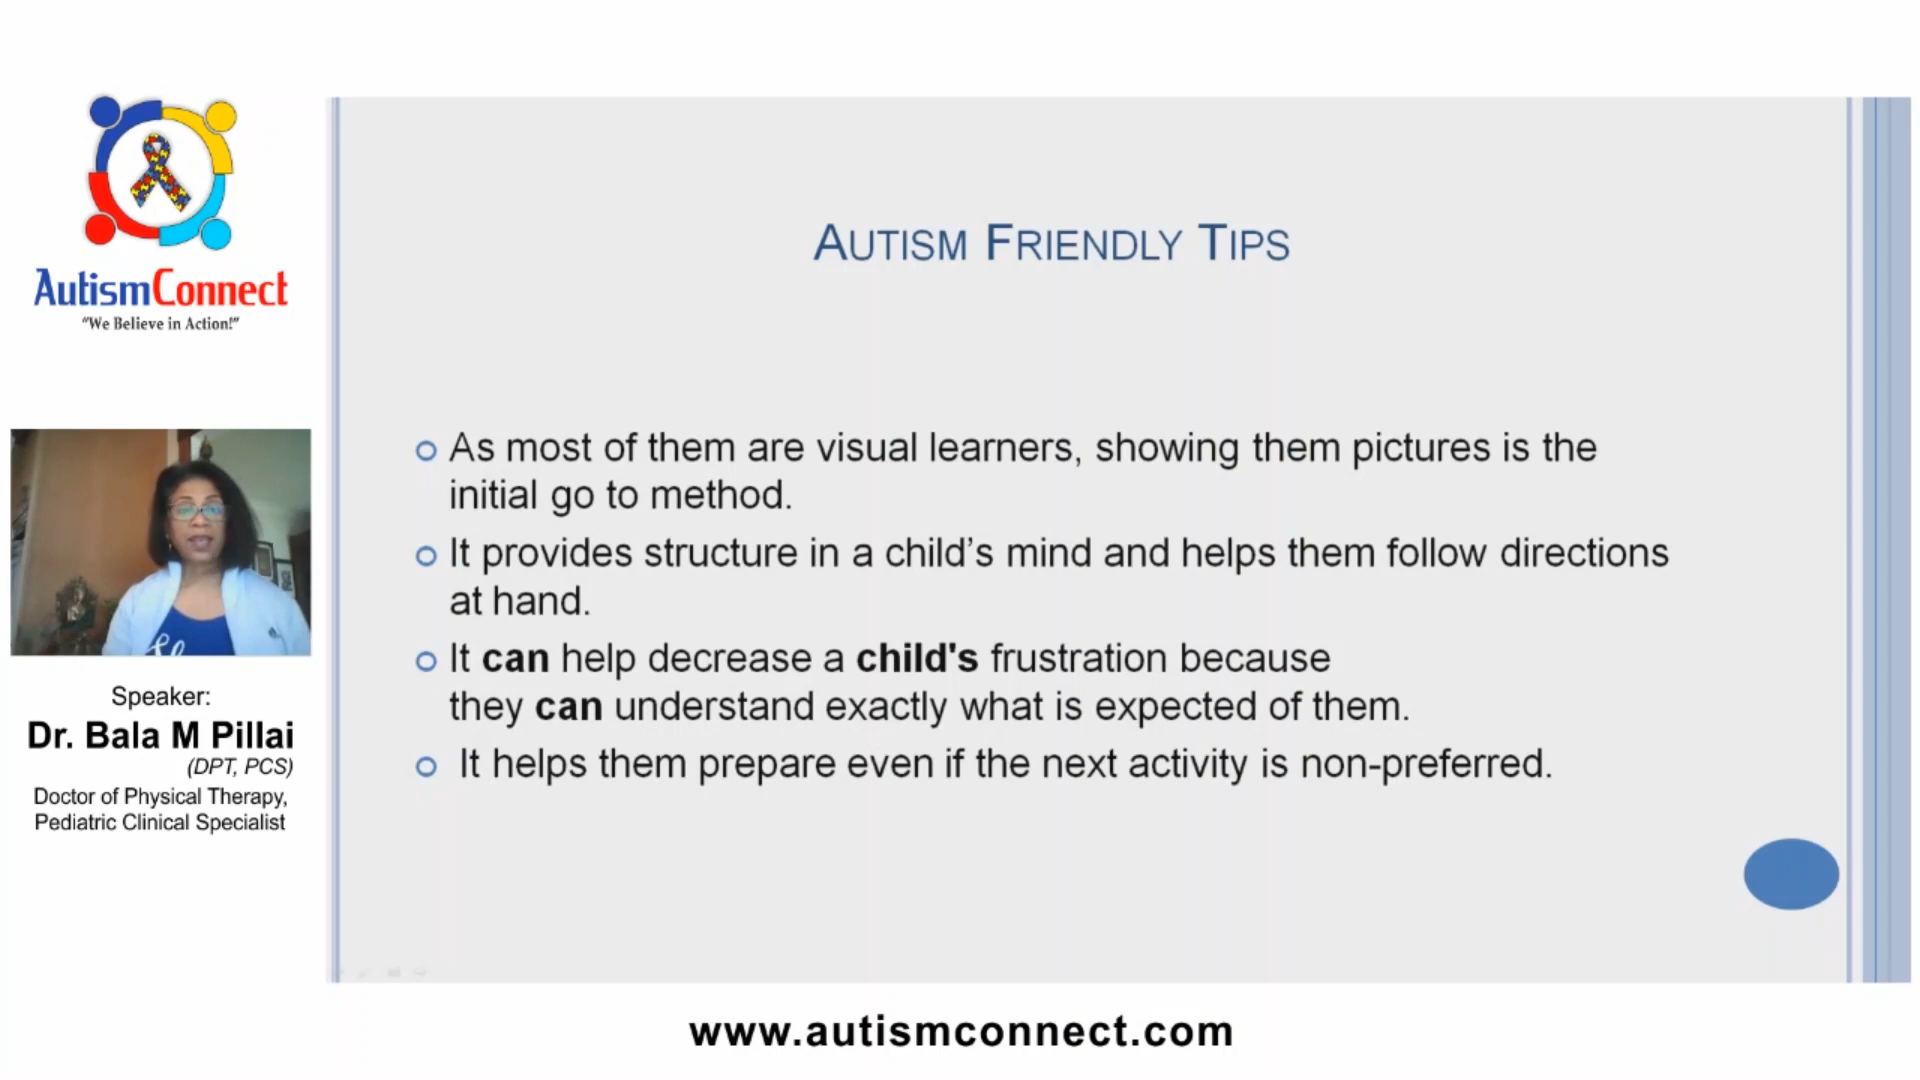 AutismConnect
"We Believe in Action!"
Speaker:
Dr. Bala M Pillai
(DPT, PCS)
Doctor of Physical Therapy,
Pediatric Clinical Specialist
AUTISM FRIENDLY TIPS
As most of them are visual learners, showing them pictures is the
initial go to method.
It provides structure in a child’s mind and helps them follow directions
at hand.
It can help decrease a child's frustration because
they can understand exactly what is expected of them.
It helps them prepare even if the next activity is non-preferred.
www.autismconnect.com